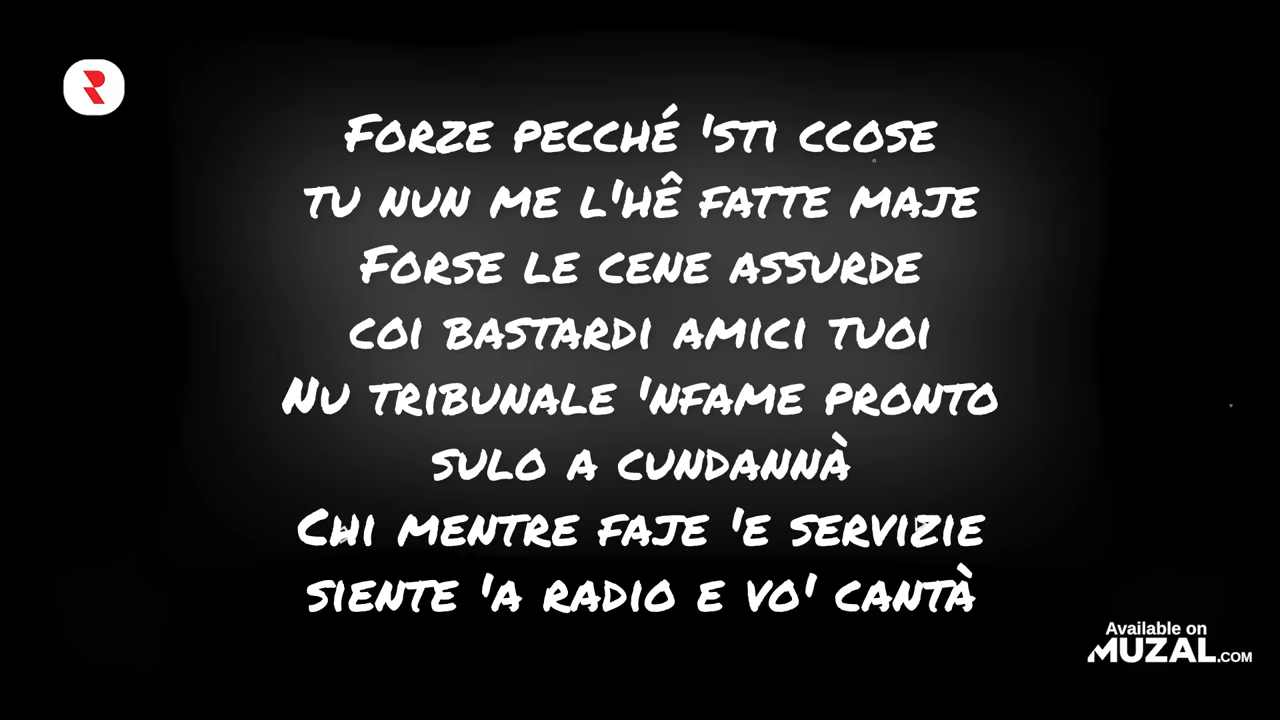 FORZE PECCHÉ 'STI CCOSE
TU NUN ME L'HÊ FATTE MAJE
FORSE LE CENE ASSURDE
COI BASTARDI AMICI TUOI
NU TRIBUNALE 'NFAME PRONTO
SULO A CUNDANNÀ
CHI MENTRE FAJE 'E SERVIZIE
SIENTE 'A RADIO E VO' CANTÀ
Available on
MUZAL.COM